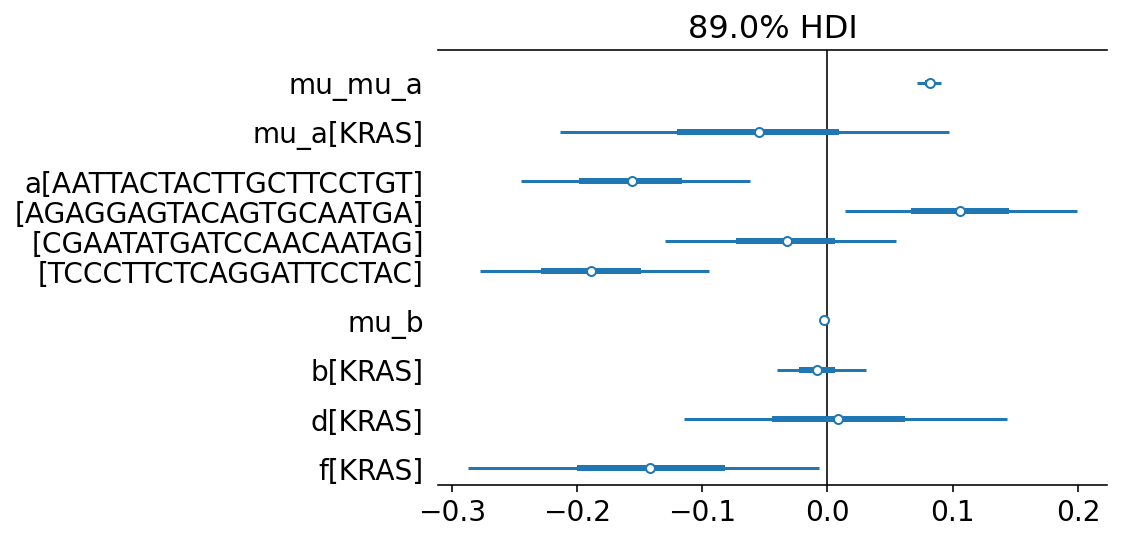 89.0% HDI
mu_mu_a
mu_a[KRAS]
a[AATTACTACTTGCTTCCTGT]
[AGAGGAGTACAGTGCAATGA]
[CGAATATGATCCAACAATAG]
[TCCCTTCTCAGGATTCCTAC]
mu_b
b[KRAS]
d[KRAS]
f[KRAS]
−0.3 −0.2 −0.1 0.0 0.1 0.2